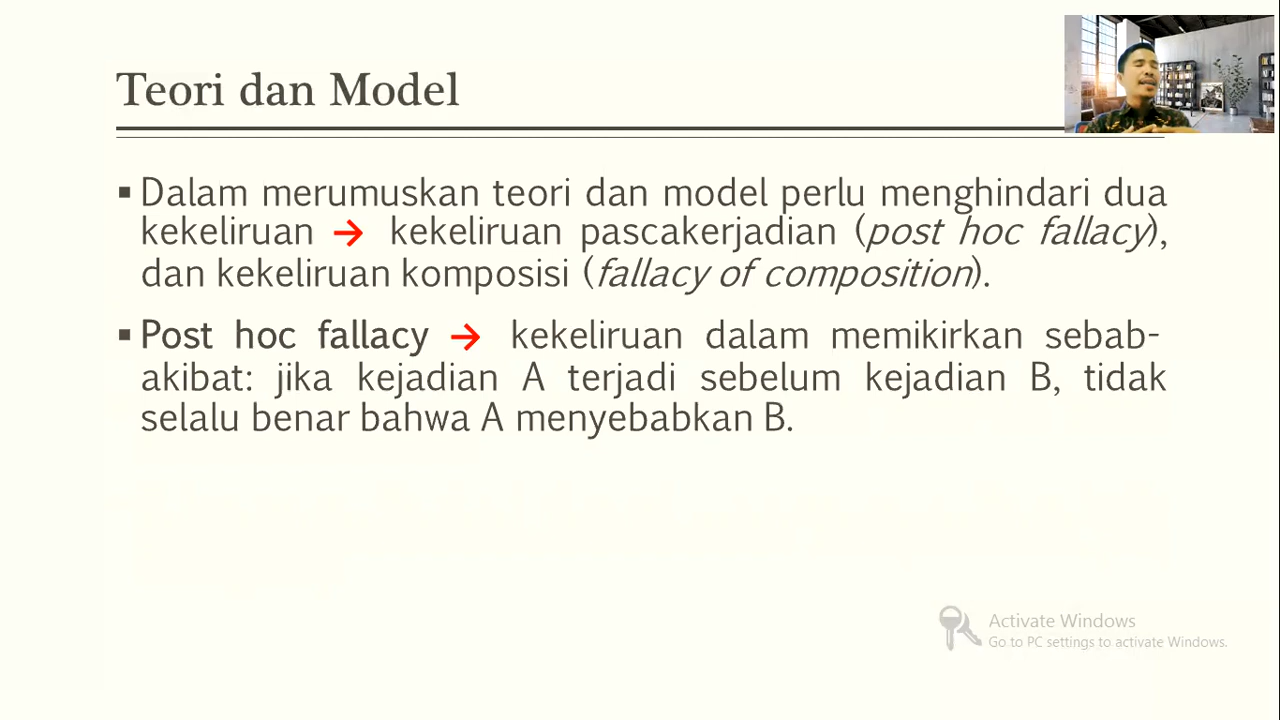 Teori dan Model
▪ Dalam merumuskan teori dan model perlu menghindari dua
kekeliruan → kekeliruan pascakerjadian (post hoc fallacy),
dan kekeliruan komposisi (fallacy of composition).
▪ Post hoc fallacy → kekeliruan dalam memikirkan sebab-
akibat: jika kejadian A terjadi sebelum kejadian B, tidak
selalu benar bahwa A menyebabkan B.
Activate Windows
Go to PC settings to activate Windows.